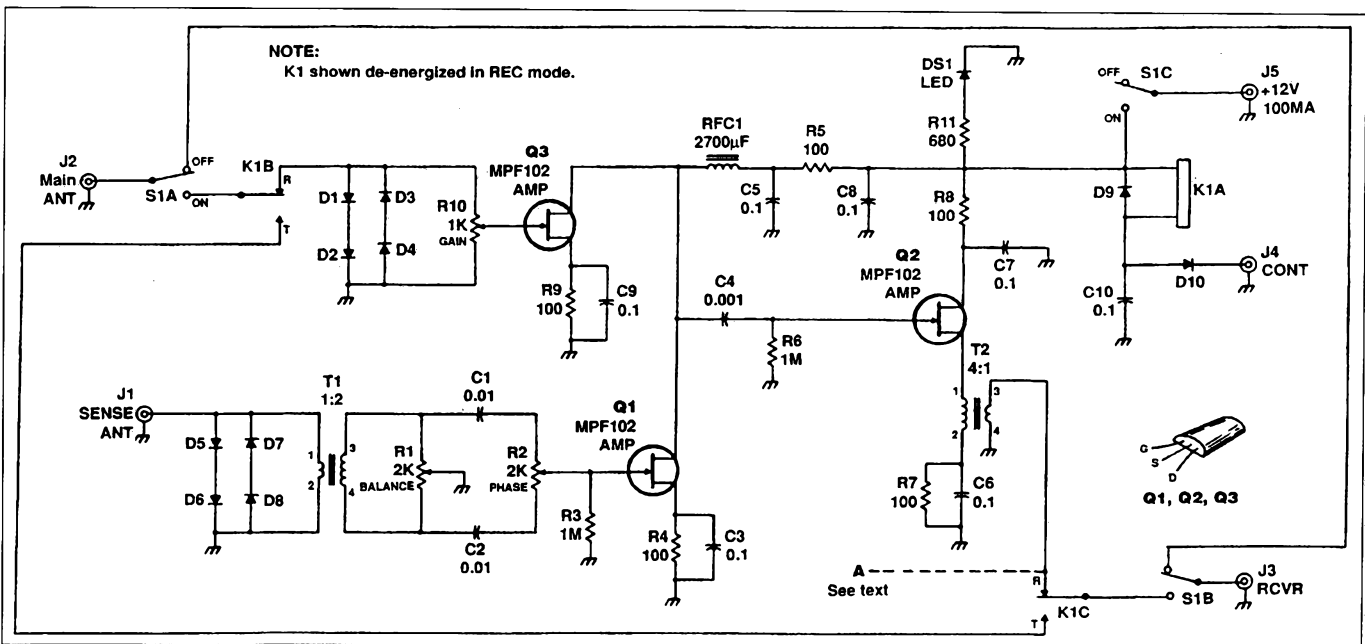 NOTE:
K1 shown de-energized in REC mode.
J2
Main
ANT
S1A
OFF
ON
K1B
R
T
D1
D2
D3
D4
R10
1K
GAIN
Q3
MPF102
AMP
R9
100
C9
0.1
RFC1
2700µF
R5
100
C5
0.1
C8
0.1
DS1
LED
R11
680
R8
100
C7
0.1
OFF
S1C
ON
J5
+12V
100MA
D9
K1A
J4
CONT
D10
C10
0.1
C4
0.001
R6
1M
Q2
MPF102
AMP
T2
4:1
1
2
3
4
R7
100
C6
0.1
J1
SENSE
ANT
D5
D6
D7
D8
T1
1:2
1
2
3
4
R1
2K
BALANCE
C1
0.01
C2
0.01
R2
2K
PHASE
R3
1M
Q1
MPF102
AMP
R4
100
C3
0.1
G
S
D
Q1, Q2, Q3
A
See text
R
T
K1C
S1B
J3
RCVR